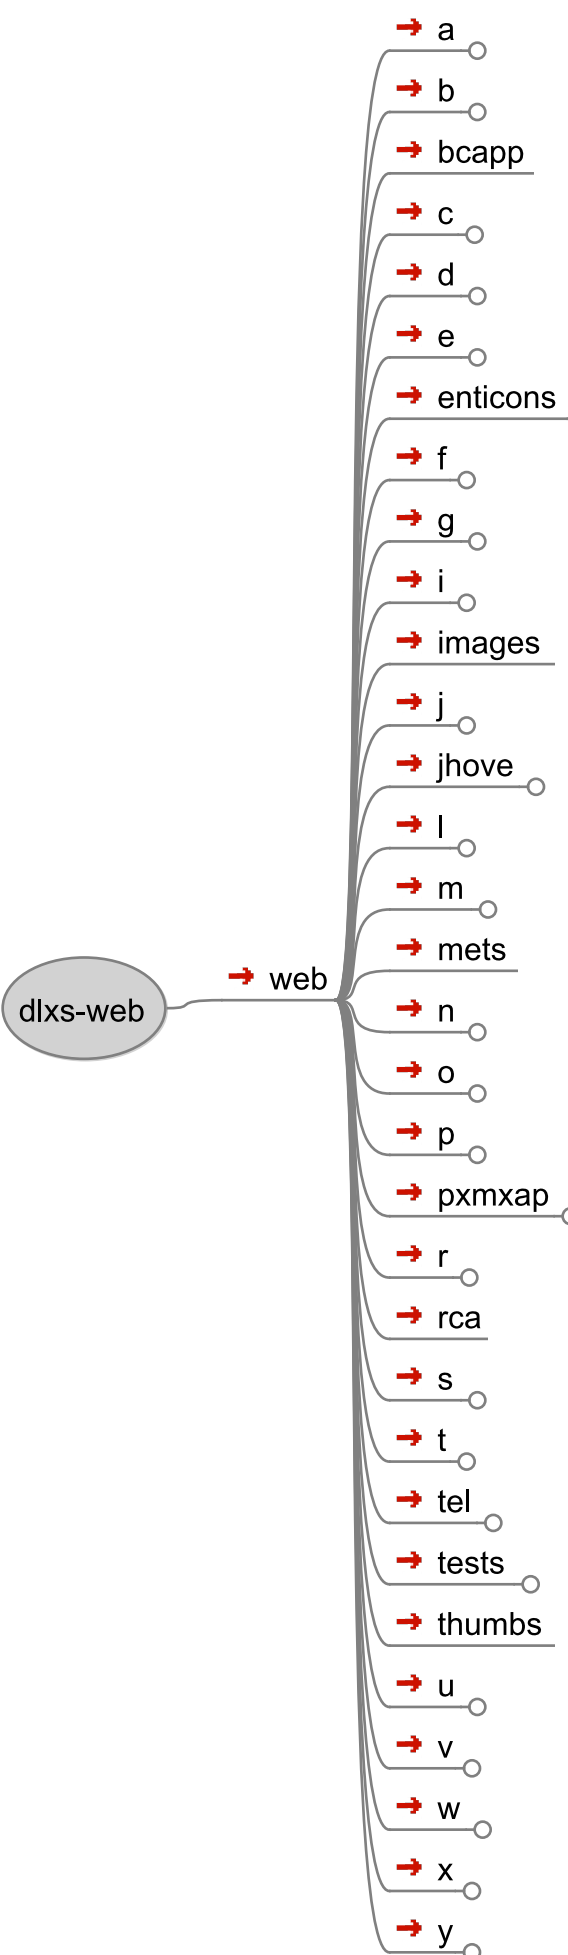 a
b
bcapp
c
d
e
enticons
f
g
i
images
j
jhove
l
m
mets
dlxs-web
web
n
o
p
pxmxap
r
rca
s
t
tel
tests
thumbs
u
v
w
x
y